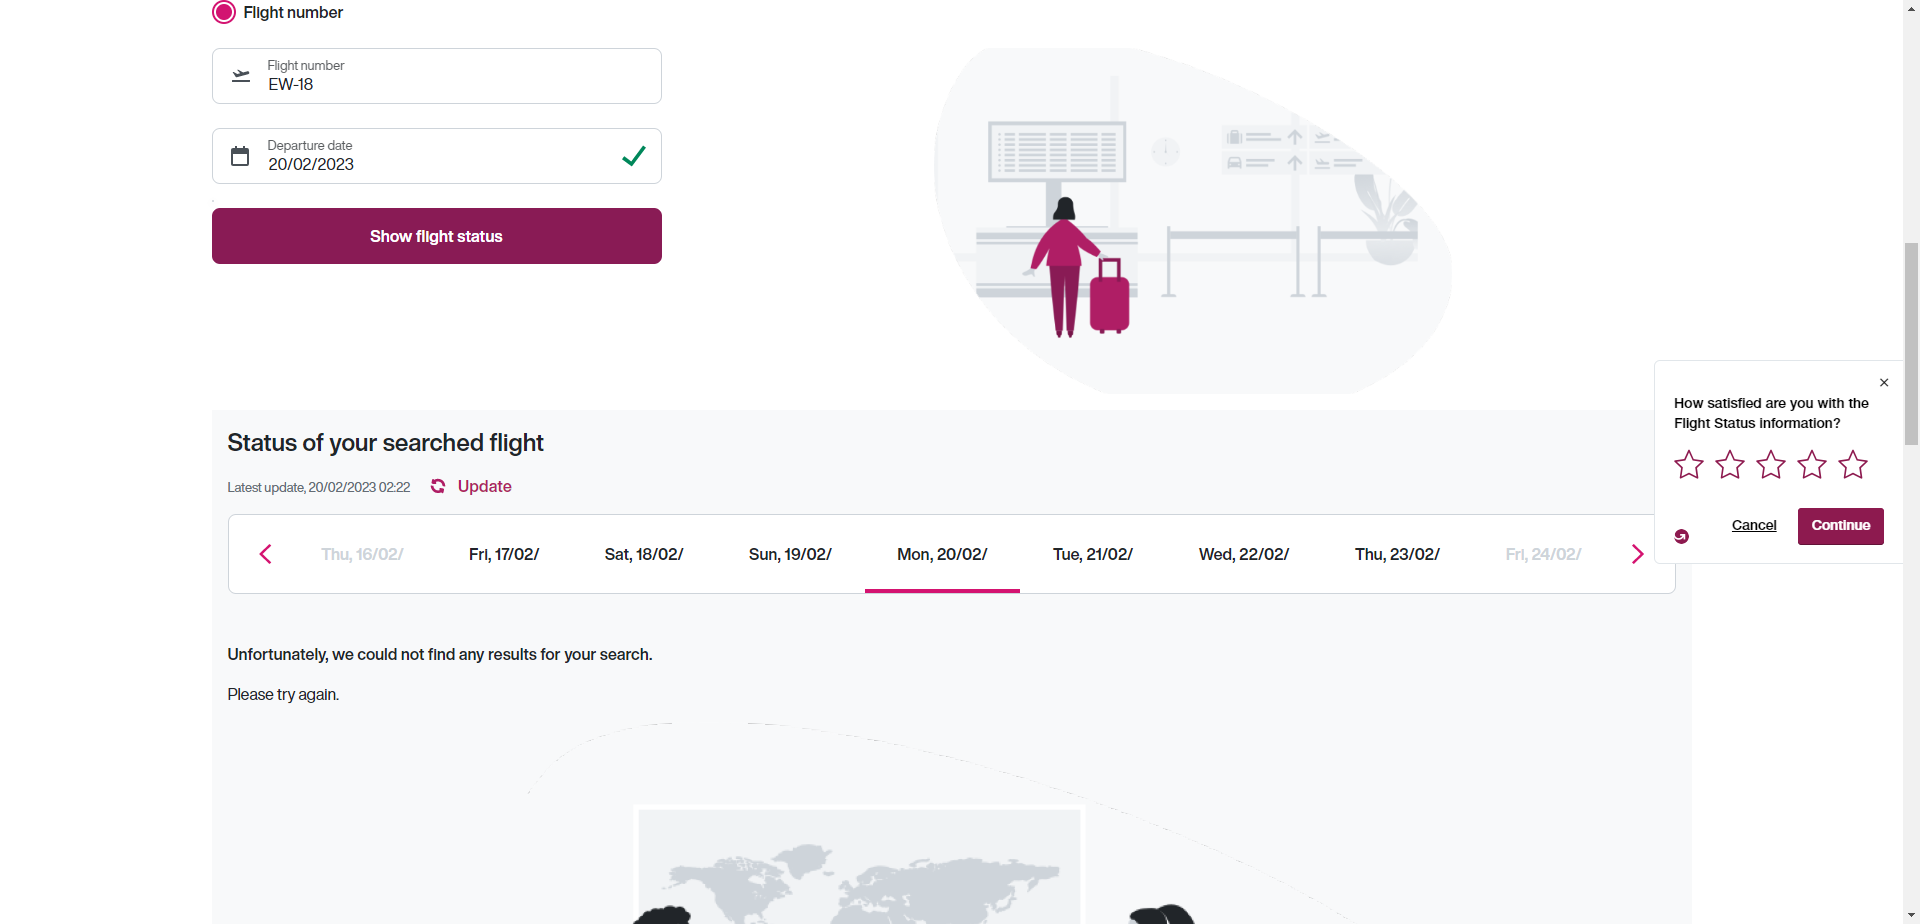 Flight number
Flight number
EW-18
Departure date
20/02/2023
Show flight status
How satisfied are you with the
Flight Status information?
Cancel
Continue
Status of your searched flight
Latest update, 20/02/2023 02:22
Update
Thu, 16/02/
Fri, 17/02/
Sat, 18/02/
Sun, 19/02/
Mon, 20/02/
Tue, 21/02/
Wed, 22/02/
Thu, 23/02/
Fri, 24/02/
Unfortunately, we could not find any results for your search.
Please try again.